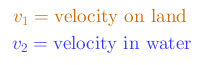 v₁ = velocity on land
v₂ = velocity in water